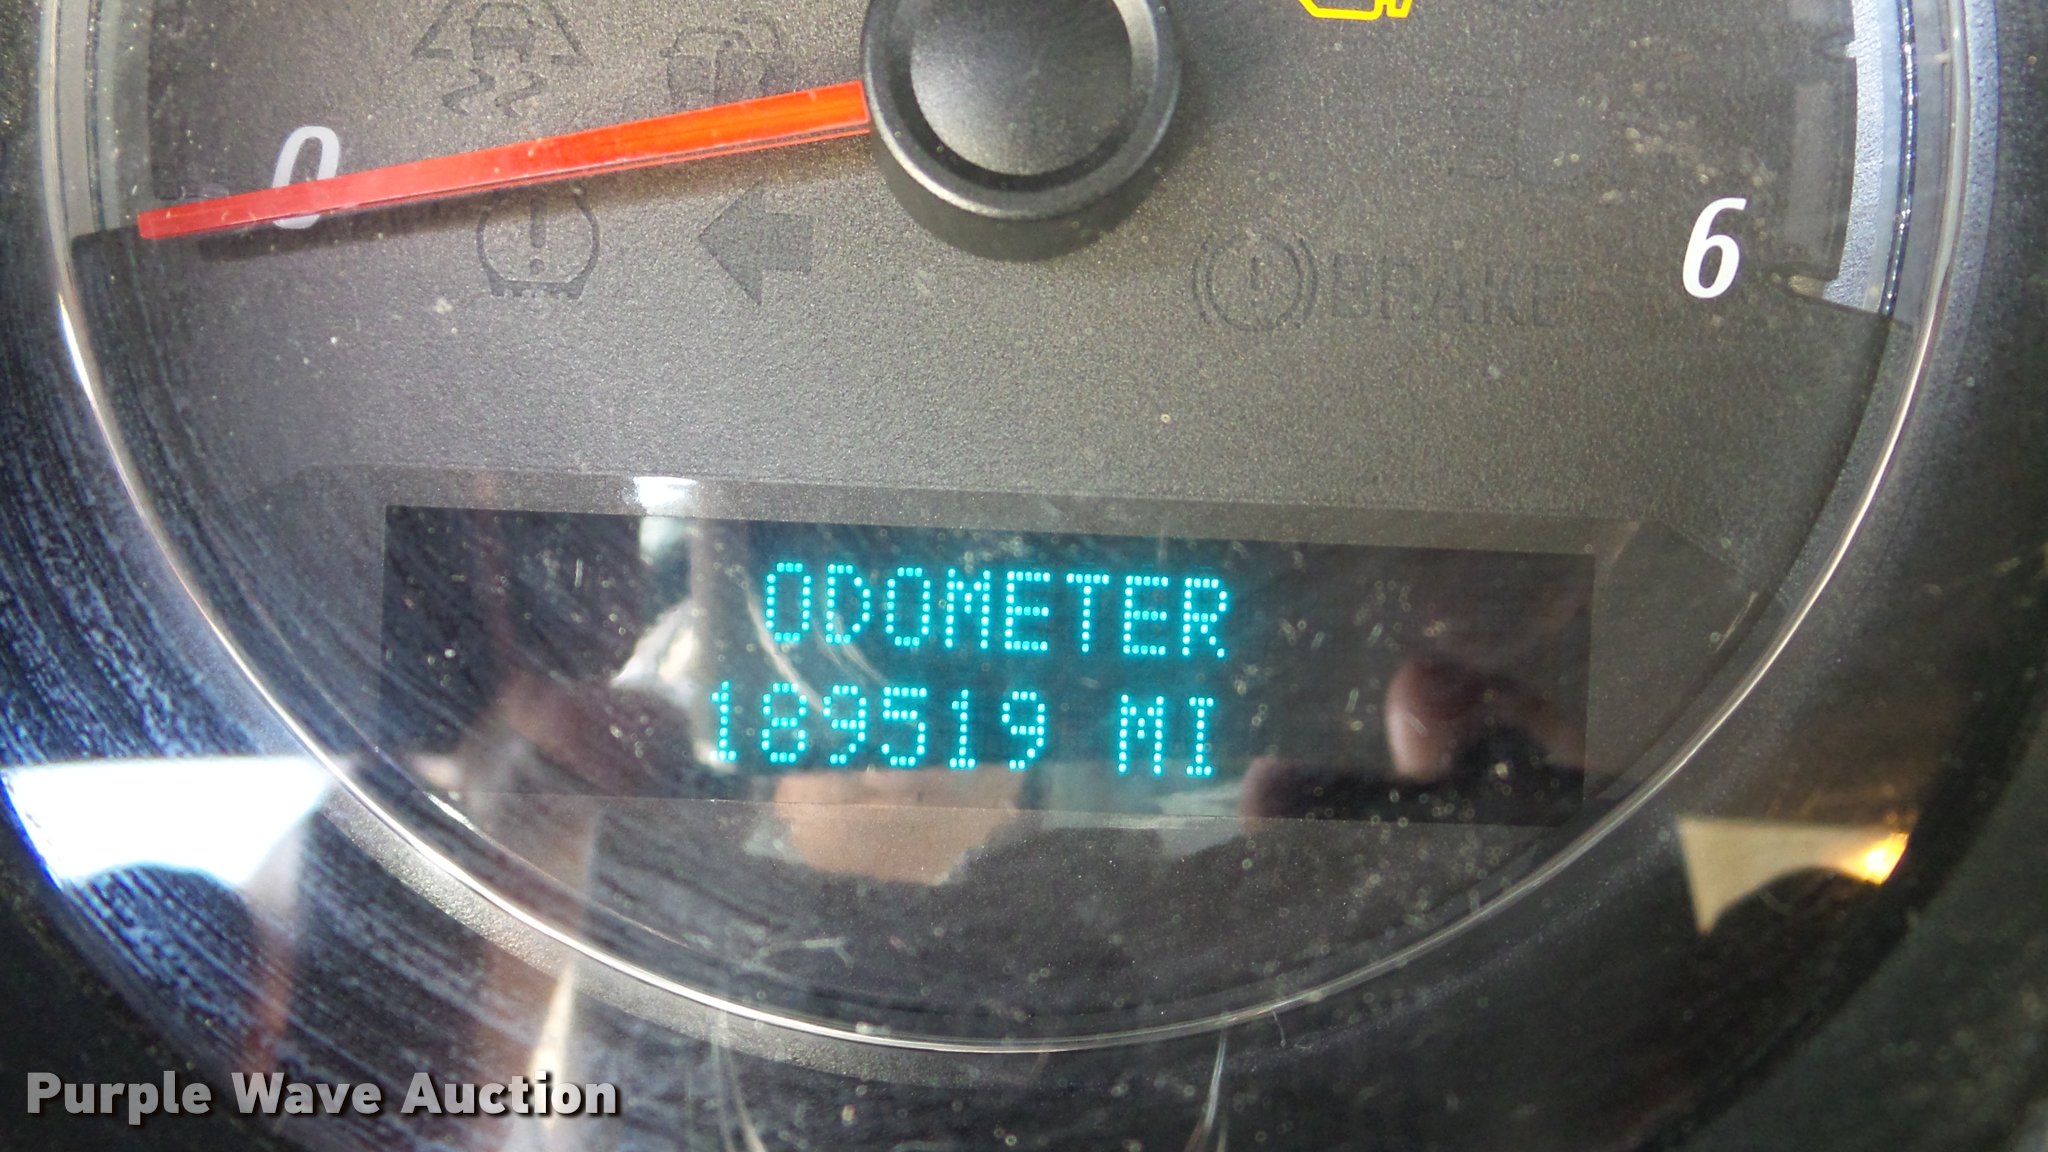 0
6
BRAKE
ODOMETER
189519 MI
Purple Wave Auction